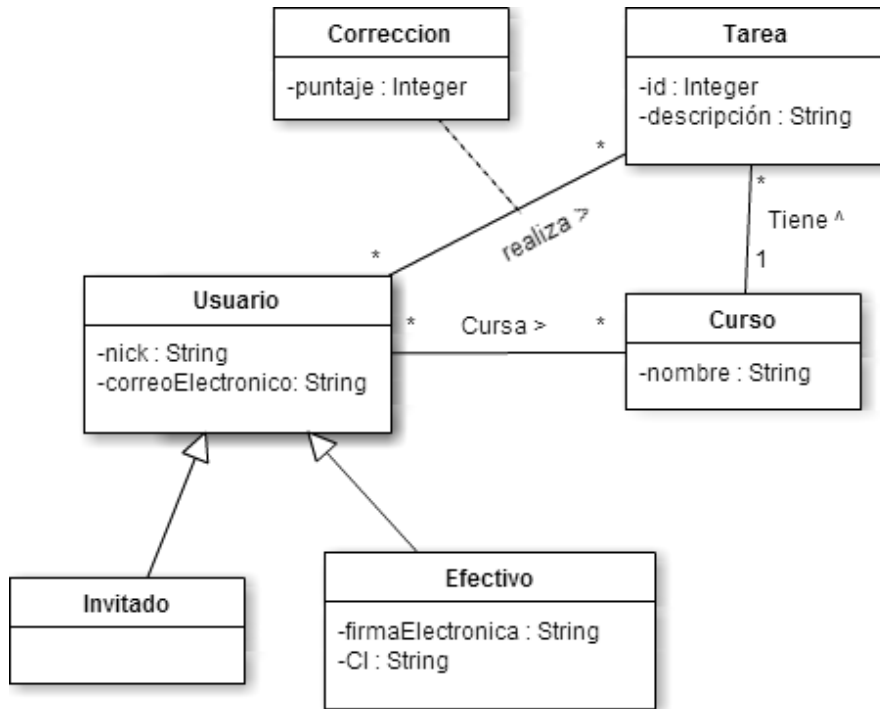 Correccion
-puntaje : Integer
Tarea
-id : Integer
-descripción : String
*
realiza >
*
*
Tiene ^
1
Usuario
-nick : String
-correoElectronico: String
*
Cursa >
*
Curso
-nombre : String
Invitado
Efectivo
-firmaElectronica : String
-CI : String